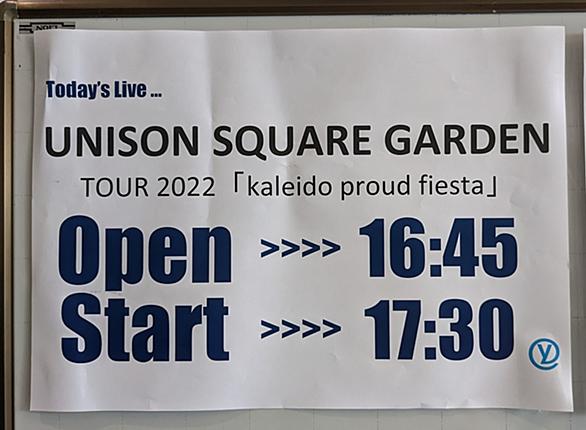 Today's Live ...
UNISON SQUARE GARDEN
TOUR 2022「kaleido proud fiesta」
Open >>>> 16:45
Start >>>> 17:30